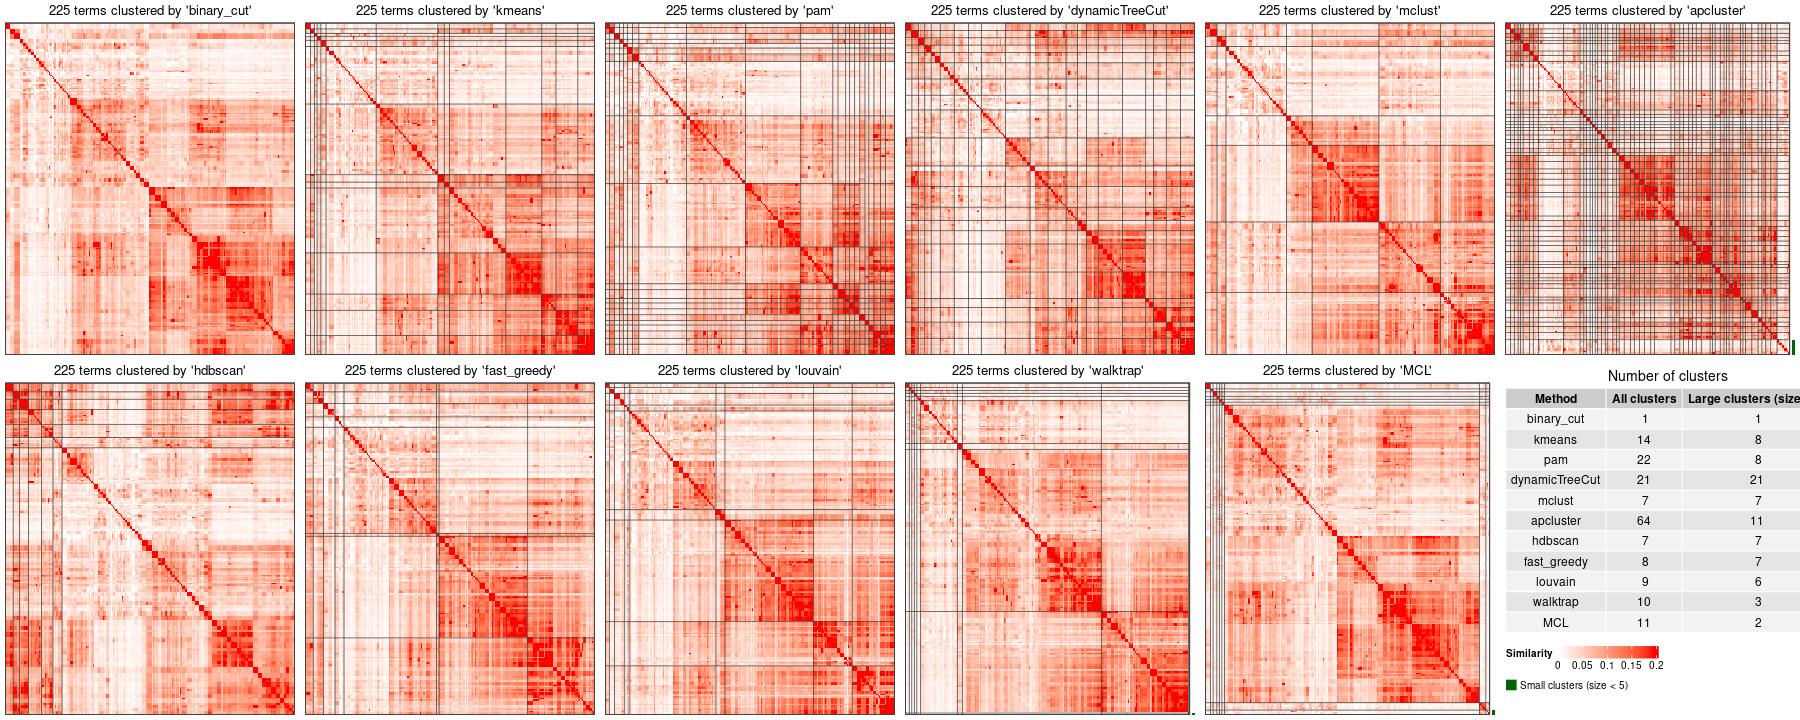 225 terms clustered by 'binary_cut'
225 terms clustered by 'kmeans'
225 terms clustered by 'pam'
225 terms clustered by 'dynamicTreeCut'
225 terms clustered by 'mclust'
225 terms clustered by 'apcluster'
225 terms clustered by 'hdbscan'
225 terms clustered by 'fast_greedy'
225 terms clustered by 'louvain'
225 terms clustered by 'walktrap'
225 terms clustered by 'MCL'
Number of clusters
Method All clusters Large clusters (size
binary_cut 1 1
kmeans 14 8
pam 22 8
dynamicTreeCut 21 21
mclust 7 7
apcluster 64 11
hdbscan 7 7
fast_greedy 8 7
louvain 9 6
walktrap 10 3
MCL 11 2
Similarity
0 0.05 0.1 0.15 0.2
Small clusters (size < 5)